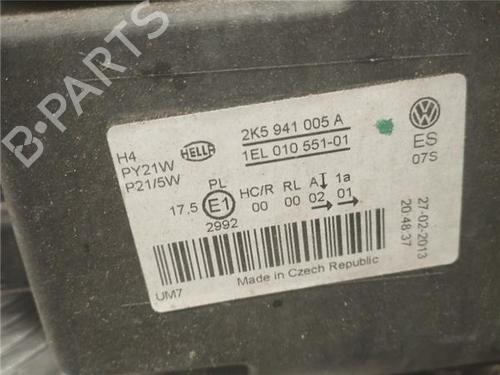 B-PARTS
H4
PY21W
P21/5W
HELLA
2K5 941 005 A
1EL 010 551-01
ES
07S
PL HC/R RL A 1a
17.5 E1 00 00 02 01
2992
27-02-2013
20:48:37
UM7
Made in Czech Republic